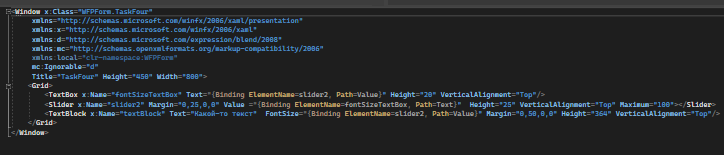 <Window x:Class="WFPForm.TaskFour"
xmlns="http://schemas.microsoft.com/winfx/2006/xaml/presentation"
xmlns:x="http://schemas.microsoft.com/winfx/2006/xaml"
xmlns:d="http://schemas.microsoft.com/expression/blend/2008"
xmlns:mc="http://schemas.openxmlformats.org/markup-compatibility/2006"
xmlns:local="clr-namespace:WFPForm"
mc:Ignorable="d"
Title="TaskFour" Height="450" Width="800">
<Grid>
<TextBox x:Name="fontSizeTextBox" Text="{Binding ElementName=slider2, Path=Value}" Height="20" VerticalAlignment="Top"/>
<Slider x:Name="slider2" Margin="0,25,0,0" Value ="{Binding ElementName=fontSizeTextBox, Path=Text}" Height="25" VerticalAlignment="Top" Maximum="100"></Slider>
<TextBlock x:Name="textBlock" Text="Какой-то текст" FontSize="{Binding ElementName=slider2, Path=Value}" Margin="0,50,0,0" Height="364" VerticalAlignment="Top"/>
</Grid>
</Window>